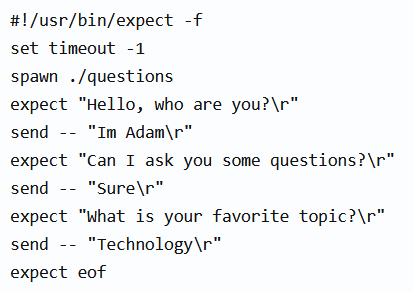 #!/usr/bin/expect -f
set timeout -1
spawn ./questions
expect "Hello, who are you?\r"
send -- "Im Adam\r"
expect "Can I ask you some questions?\r"
send -- "Sure\r"
expect "What is your favorite topic?\r"
send -- "Technology\r"
expect eof